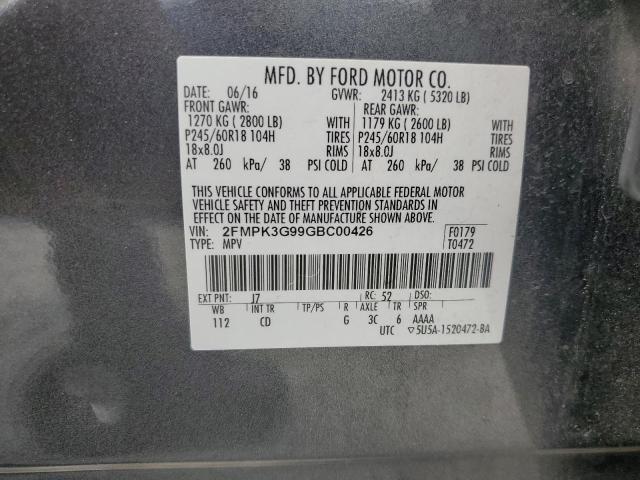 MFD. BY FORD MOTOR CO.
DATE: 06/16 GVWR: 2413 KG ( 5320 LB)
FRONT GAWR: REAR GAWR:
1270 KG ( 2800 LB) WITH 1179 KG ( 2600 LB) WITH
P245/60R18 104H TIRES P245/60R18 104H TIRES
18x8.0J RIMS 18x8.0J RIMS
AT 260 kPa/ 38 PSI COLD AT 260 kPa/ 38 PSI COLD
THIS VEHICLE CONFORMS TO ALL APPLICABLE FEDERAL MOTOR
VEHICLE SAFETY AND THEFT PREVENTION STANDARDS IN
EFFECT ON THE DATE OF MANUFACTURE SHOWN ABOVE.
VIN: 2FMPK3G99GBC00426 F0179
TYPE: MPV T0472
EXT PNT: J7 RC: 52 DSO:
WB INT TR TP/PS R AXLE TR SPR
112 CD G 3C 6 AAAA
UTC ▽5U5A-1520472-BA